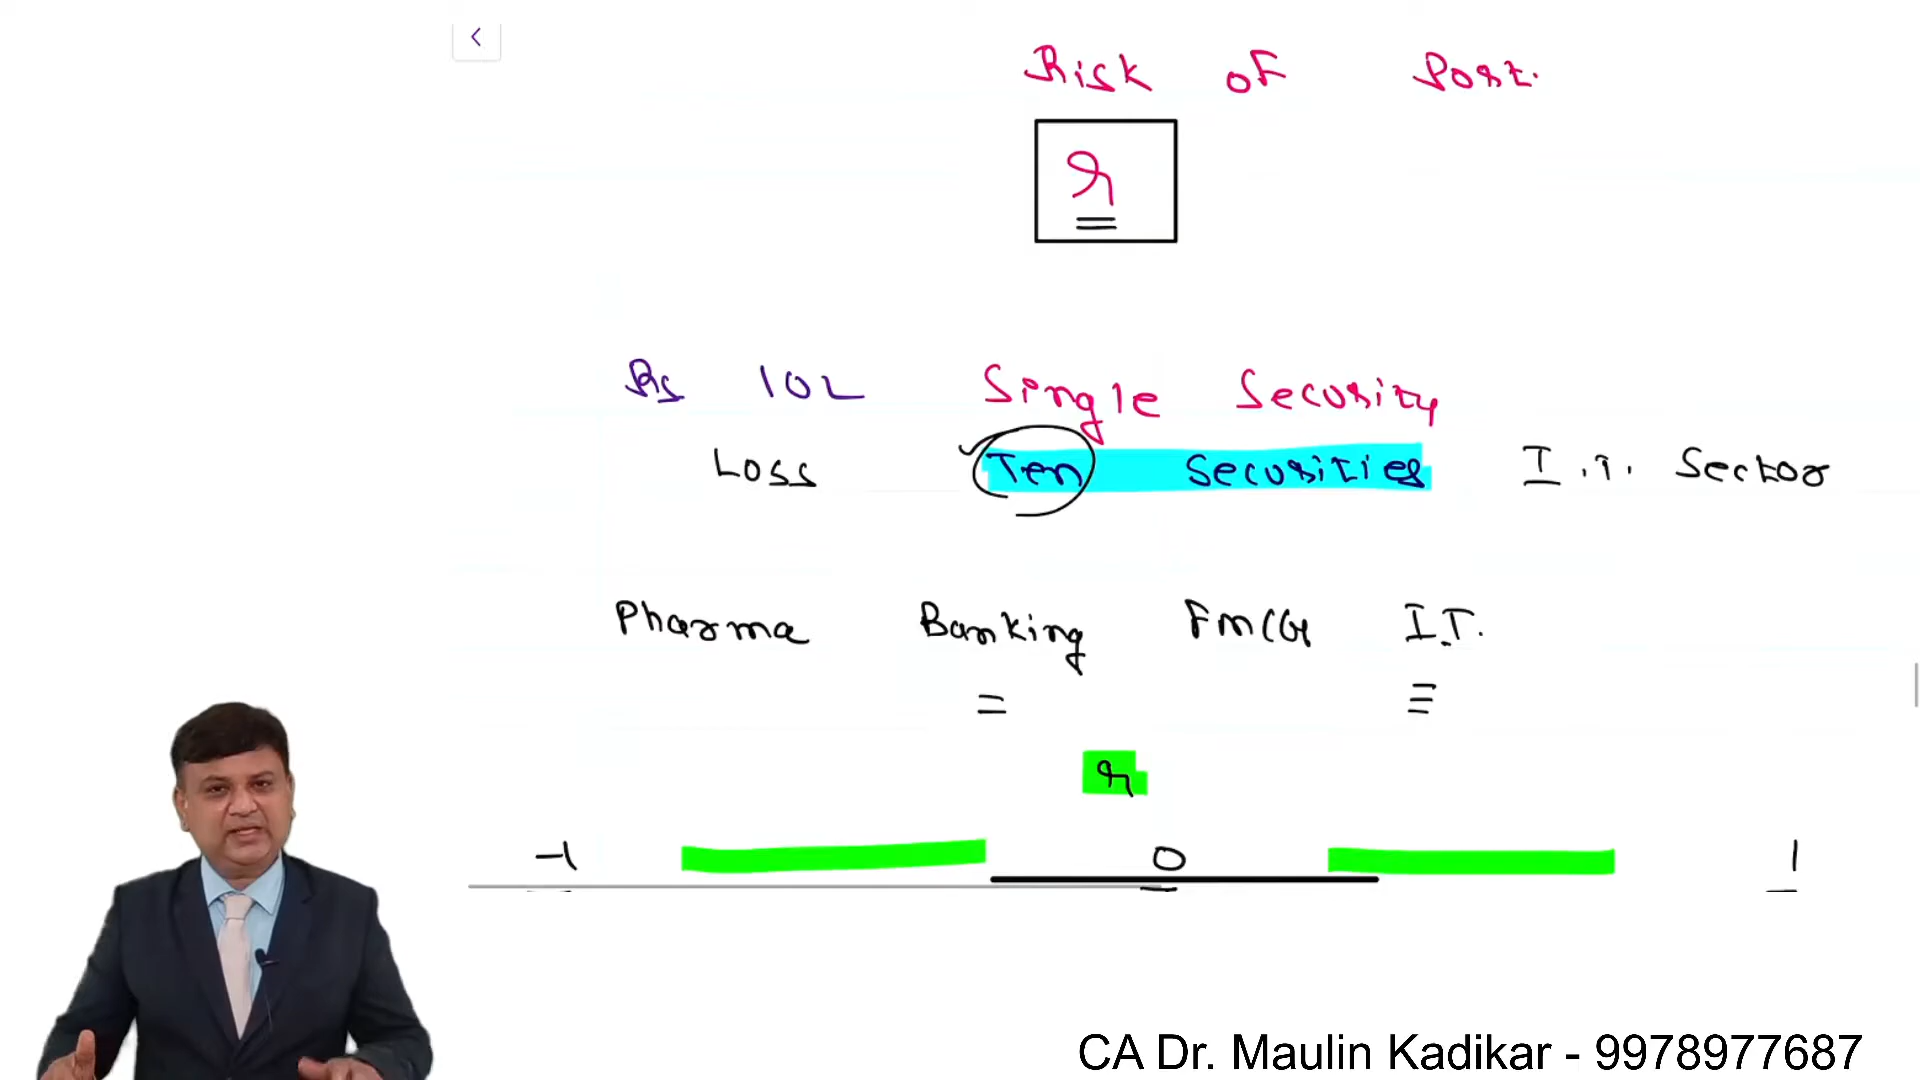 Risk of Port.
r
Rs 10L Single Security
Loss Ten Securities I.T. Sector
Pharma Banking FMCG I.T.
r
-1 0 1
CA Dr. Maulin Kadikar - 9978977687